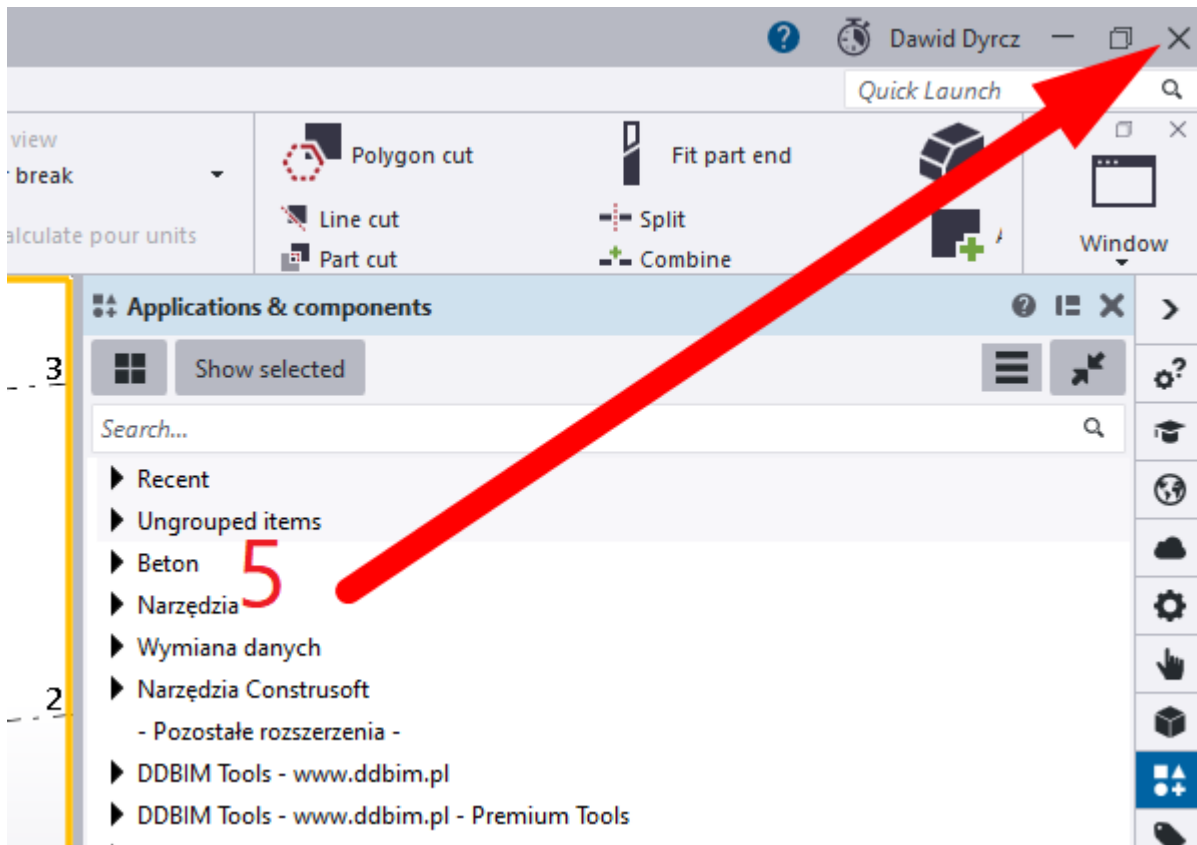 Dawid Dyrcz
Quick Launch
view
break
Polygon cut
Fit part end
alculate pour units
Line cut
Split
Part cut
Combine
Window
Applications & components
3
Show selected
Search...
Recent
Ungrouped items
Beton
5
Narzędzia
Wymiana danych
Narzędzia Construsoft
2
- Pozostałe rozszerzenia -
DDBIM Tools - www.ddbim.pl
DDBIM Tools - www.ddbim.pl - Premium Tools